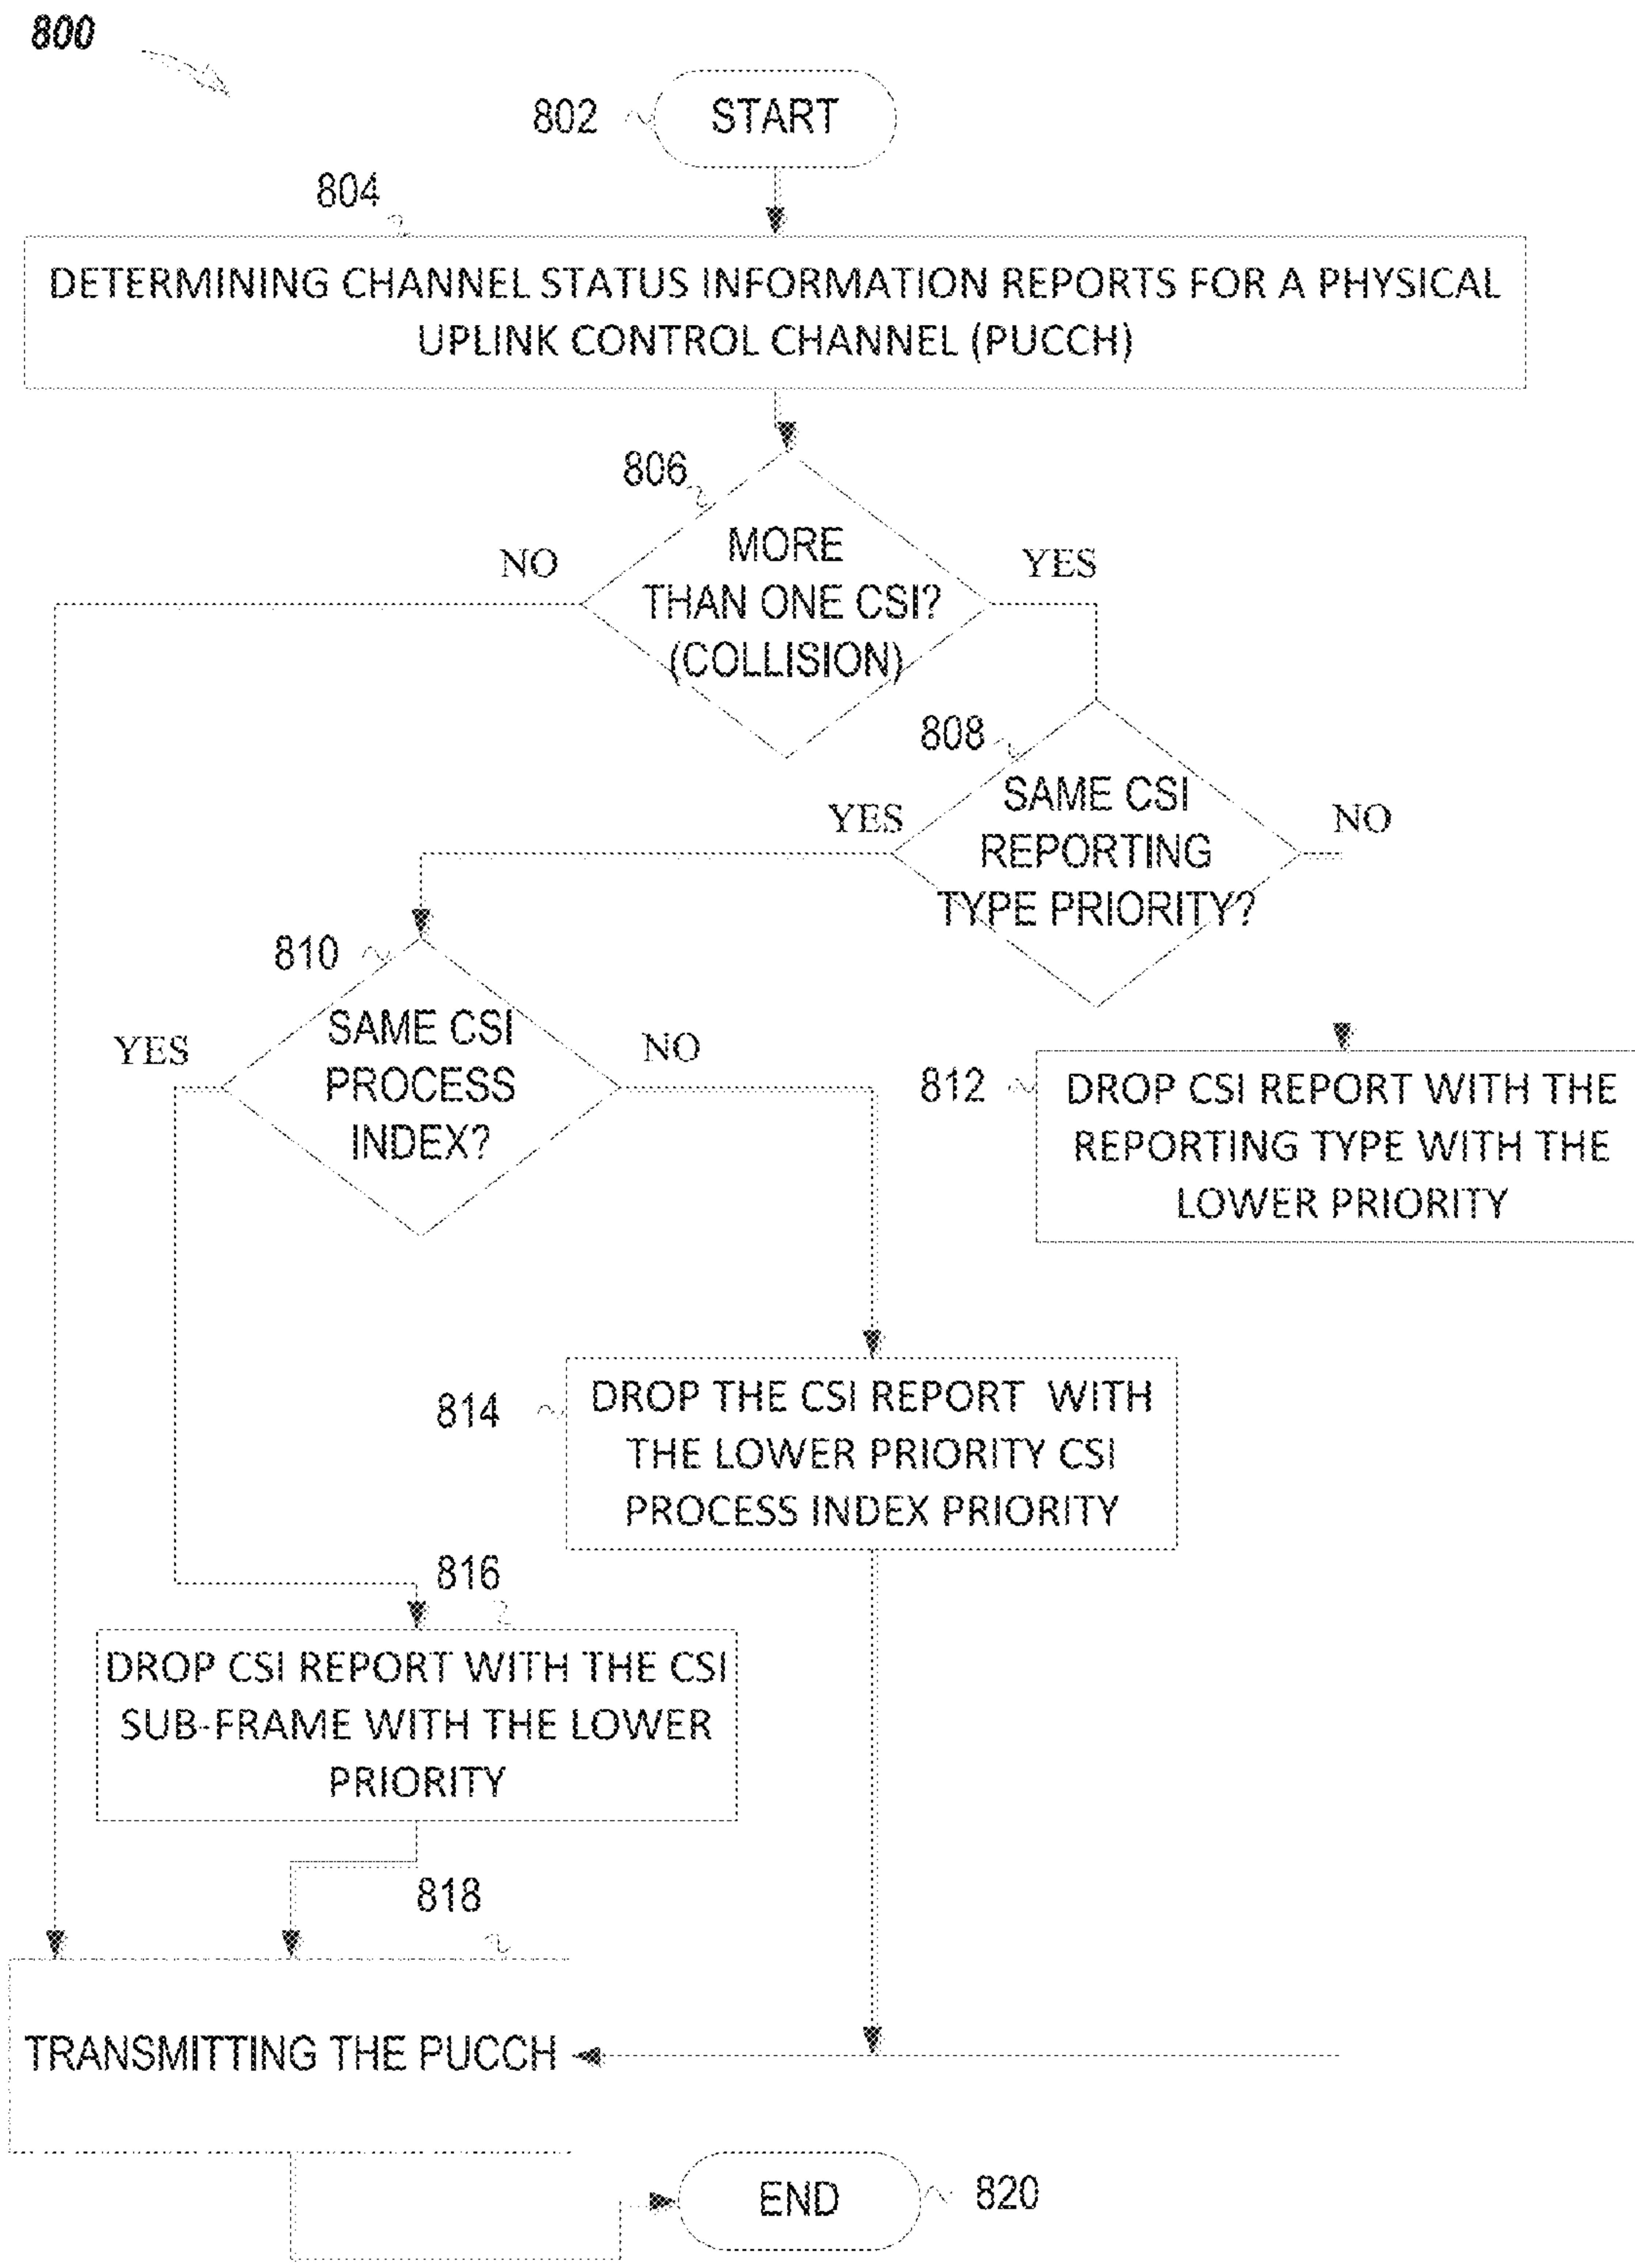 800
802
START
804
DETERMINING CHANNEL STATUS INFORMATION REPORTS FOR A PHYSICAL
UPLINK CONTROL CHANNEL (PUCCH)
806
MORE
THAN ONE CSI?
(COLLISION)
NO
YES
808
SAME CSI
REPORTING
TYPE PRIORITY?
YES
NO
810
SAME CSI
PROCESS
INDEX?
YES
NO
812
DROP CSI REPORT WITH THE
REPORTING TYPE WITH THE
LOWER PRIORITY
814
DROP THE CSI REPORT WITH
THE LOWER PRIORITY CSI
PROCESS INDEX PRIORITY
816
DROP CSI REPORT WITH THE CSI
SUB-FRAME WITH THE LOWER
PRIORITY
818
TRANSMITTING THE PUCCH
END
820